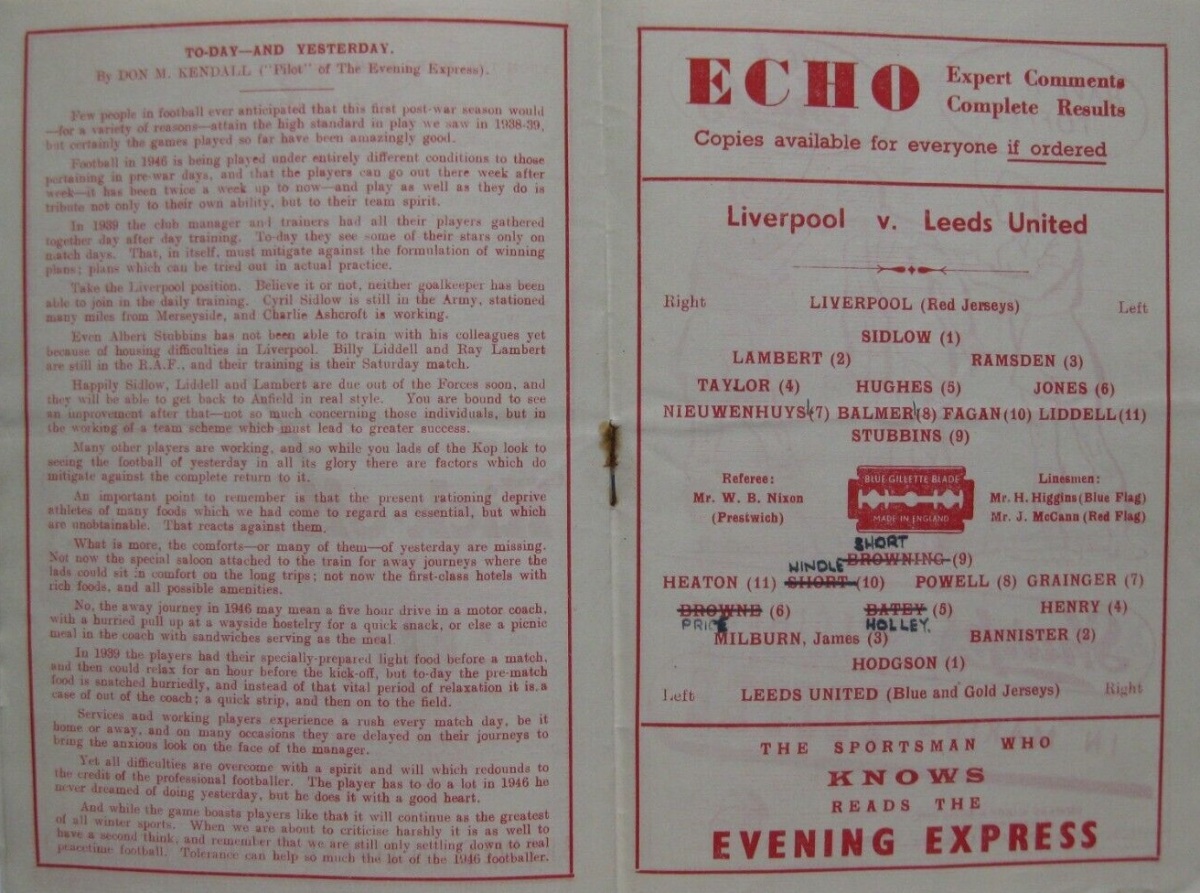 TO-DAY—AND YESTERDAY.
By DON M. KENDALL ("Pilot" of The Evening Express).
Few people in football ever anticipated that this first post-war season would
—for a variety of reasons—attain the high standard in play we saw in 1938-39,
but certainly the games played so far have been amazingly good.
Football in 1946 is being played under entirely different conditions to those
pertaining in pre-war days, and that the players can go out there week after
week—it has been twice a week up to now—and play as well as they do is
tribute not only to their own ability, but to their team spirit.
In 1939 the club manager and trainers had all their players gathered
together day after day training. To-day they see some of their stars only on
match days. That, in itself, must mitigate against the formulation of winning
plans; plans which can be tried out in actual practice.
Take the Liverpool position. Believe it or not, neither goalkeeper has been
able to join in the daily training. Cyril Sidlow is still in the Army, stationed
many miles from Merseyside, and Charlie Ashcroft is working.
Even Albert Stubbins has not been able to train with his colleagues yet
because of housing difficulties in Liverpool. Billy Liddell and Ray Lambert
are still in the R.A.F., and their training is their Saturday match.
Happily Sidlow, Liddell and Lambert are due out of the Forces soon, and
they will be able to get back to Anfield in real style. You are bound to see
an improvement after that—not so much concerning those individuals, but in
the working of a team scheme which must lead to greater success.
Many other players are working, and so while you lads of the Kop look to
seeing the football of yesterday in all its glory there are factors which do
mitigate against the complete return to it.
An important point to remember is that the present rationing deprive
athletes of many foods which we had come to regard as essential, but which
are unobtainable. That reacts against them.
What is more, the comforts—or many of them—of yesterday are missing.
Not now the special saloon attached to the train for away journeys where the
lads could sit in comfort on the long trips; not now the first-class hotels with
rich foods, and all possible amenities.
No, the away journey in 1946 may mean a five hour drive in a motor coach,
with a hurried pull up at a wayside hostelry for a quick snack, or else a picnic
meal in the coach with sandwiches serving as the meal
In 1939 the players had their specially-prepared light food before a match,
and then could relax for an hour before the kick-off, but to-day the pre-match
food is snatched hurriedly, and instead of that vital period of relaxation it is a
case of out of the coach; a quick strip, and then on to the field.
Services and working players experience a rush every match day, be it
home or away, and on many occasions they are delayed on their journeys to
bring the anxious look on the face of the manager.
Yet all difficulties are overcome with a spirit and will which redounds to
the credit of the professional footballer. The player has to do a lot in 1946 he
never dreamed of doing yesterday, but he does it with a good heart.
And while the game boasts players like that it will continue as the greatest
of all winter sports. When we are about to criticise harshly it is as well to
have a second think, and remember that we are still only settling down to real
peacetime football. Tolerance can help so much the lot of the 1946 footballer.
ECHO Expert Comments
Complete Results
Copies available for everyone if ordered
Liverpool v. Leeds United
Right LIVERPOOL (Red Jerseys) Left
SIDLOW (1)
LAMBERT (2) RAMSDEN (3)
TAYLOR (4) HUGHES (5) JONES (6)
NIEUWENHUYS (7) BALMER (8) FAGAN (10) LIDDELL (11)
STUBBINS (9)
Referee:
Mr. W. B. Nixon
(Prestwich)
BLUE GILLETTE BLADE
MADE IN ENGLAND
Linesmen:
Mr. H. Higgins (Blue Flag)
Mr. J. McCann (Red Flag)
SHORT
BROWNING (9)
HINDLE
HEATON (11) SHORT (10) POWELL (8) GRAINGER (7)
BROWNE (6) BATEY (5) HENRY (4)
PRICE HOLLEY.
MILBURN, James (3) BANNISTER (2)
HODGSON (1)
Left LEEDS UNITED (Blue and Gold Jerseys) Right
THE SPORTSMAN WHO
KNOWS
READS THE
EVENING EXPRESS